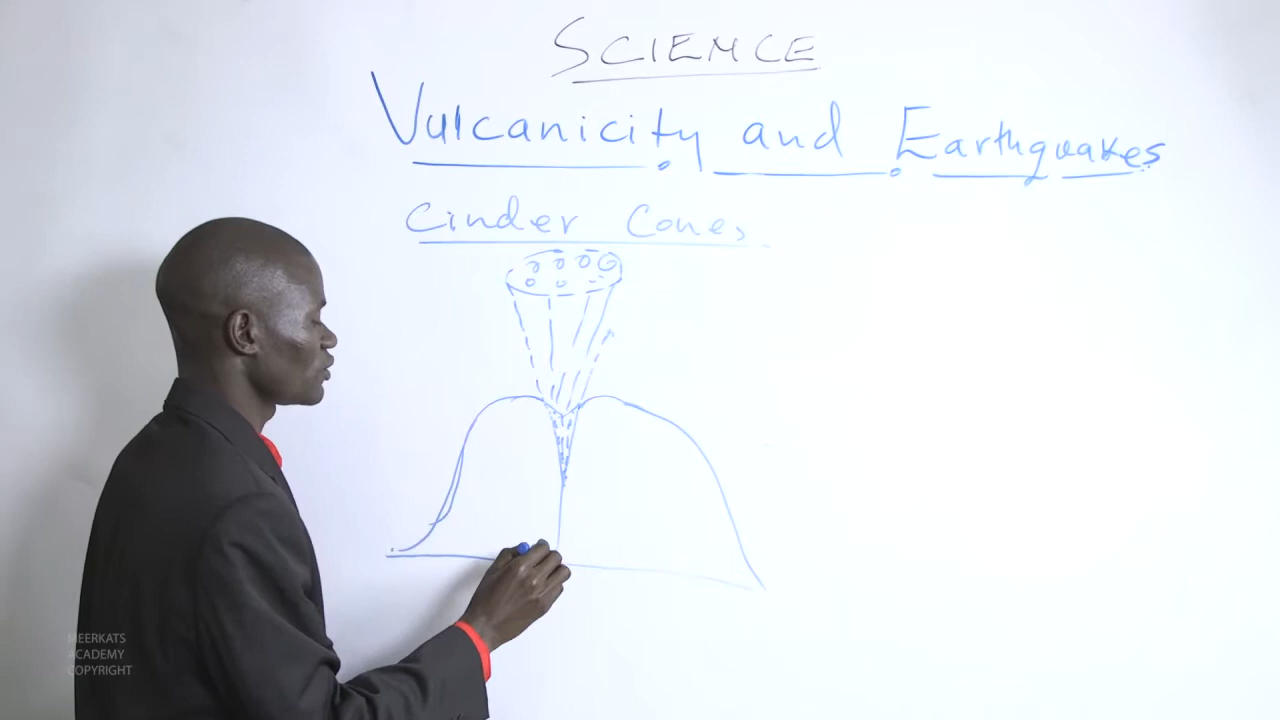 SCIENCE
Vulcanicity and Earthquakes
Cinder Cones
MEERKATS
ACADEMY
COPYRIGHT